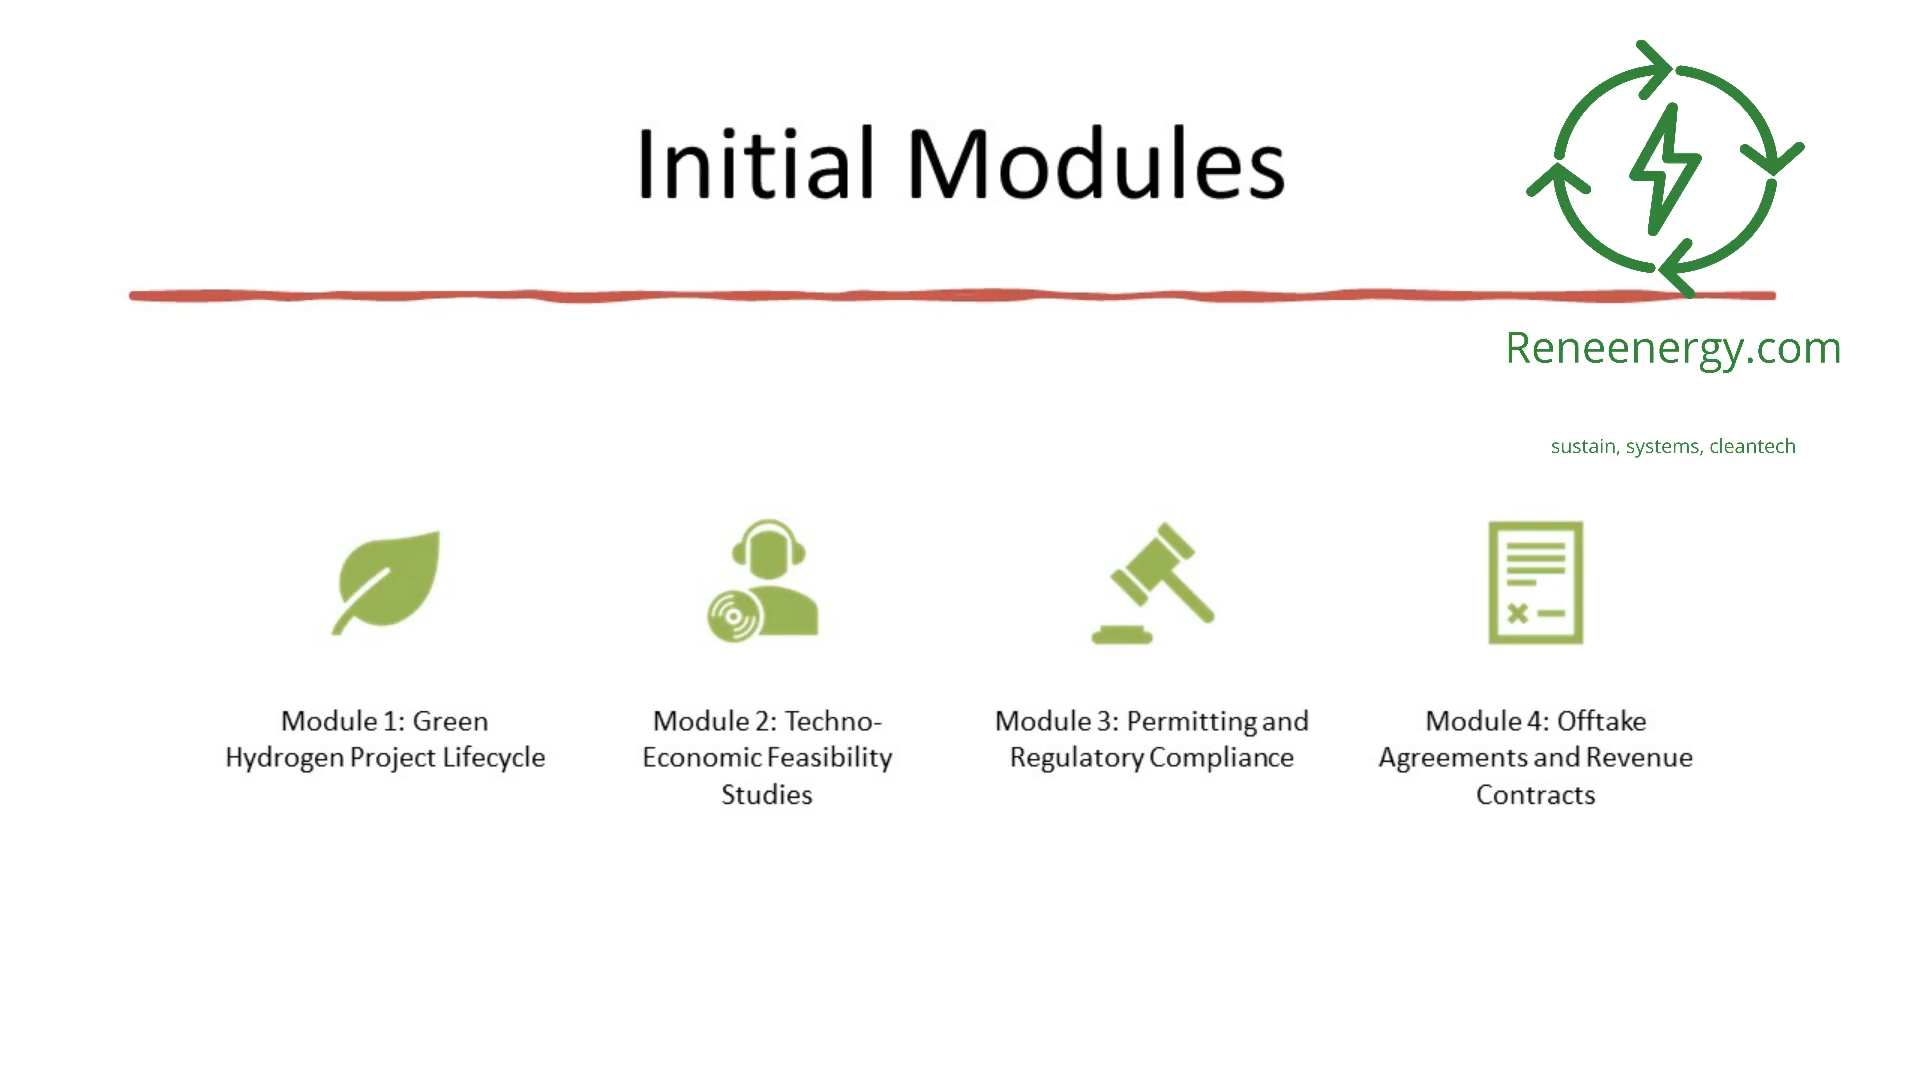 Initial Modules
Reneenergy.com
sustain, systems, cleantech
Module 1: Green
Hydrogen Project Lifecycle
Module 2: Techno-
Economic Feasibility
Studies
Module 3: Permitting and
Regulatory Compliance
Module 4: Offtake
Agreements and Revenue
Contracts